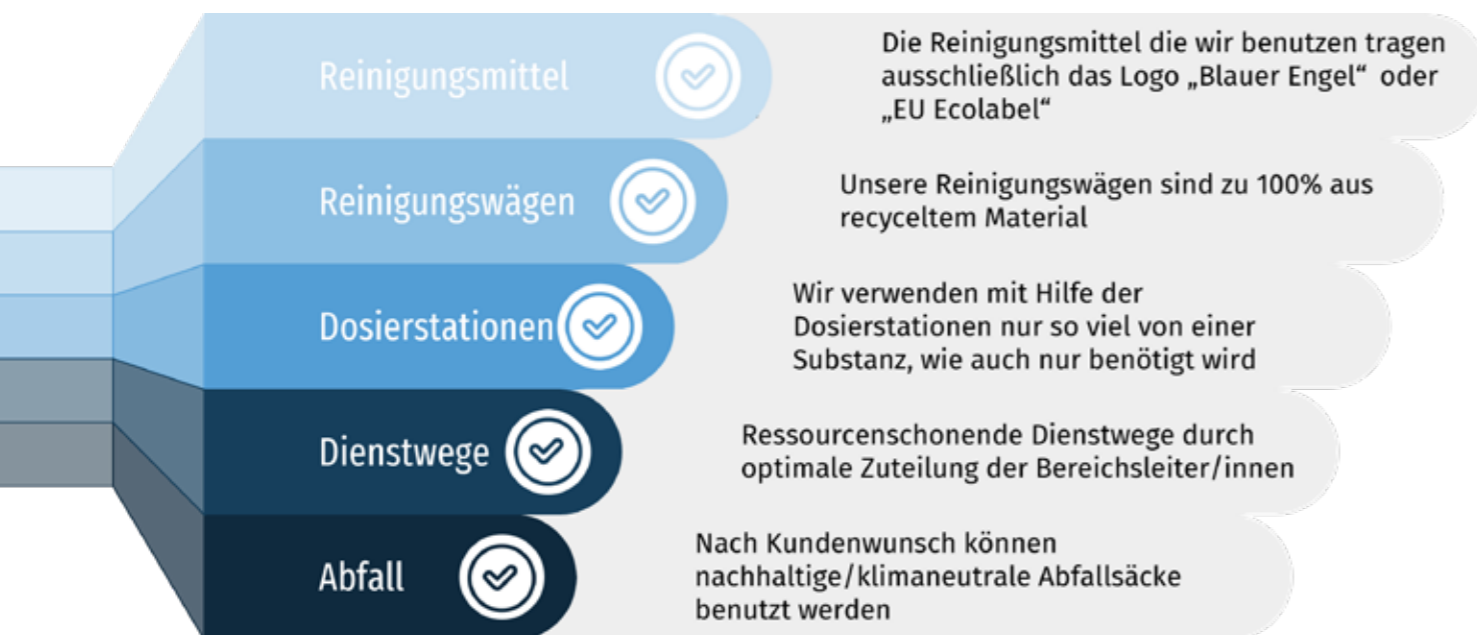 Reinigungsmittel
Die Reinigungsmittel die wir benutzen tragen
ausschließlich das Logo „Blauer Engel“ oder
„EU Ecolabel“
Reinigungswägen
Unsere Reinigungswägen sind zu 100% aus
recyceltem Material
Dosierstationen
Wir verwenden mit Hilfe der
Dosierstationen nur so viel von einer
Substanz, wie auch nur benötigt wird
Dienstwege
Ressourcenschonende Dienstwege durch
optimale Zuteilung der Bereichsleiter/innen
Abfall
Nach Kundenwunsch können
nachhaltige/klimaneutrale Abfallsäcke
benutzt werden